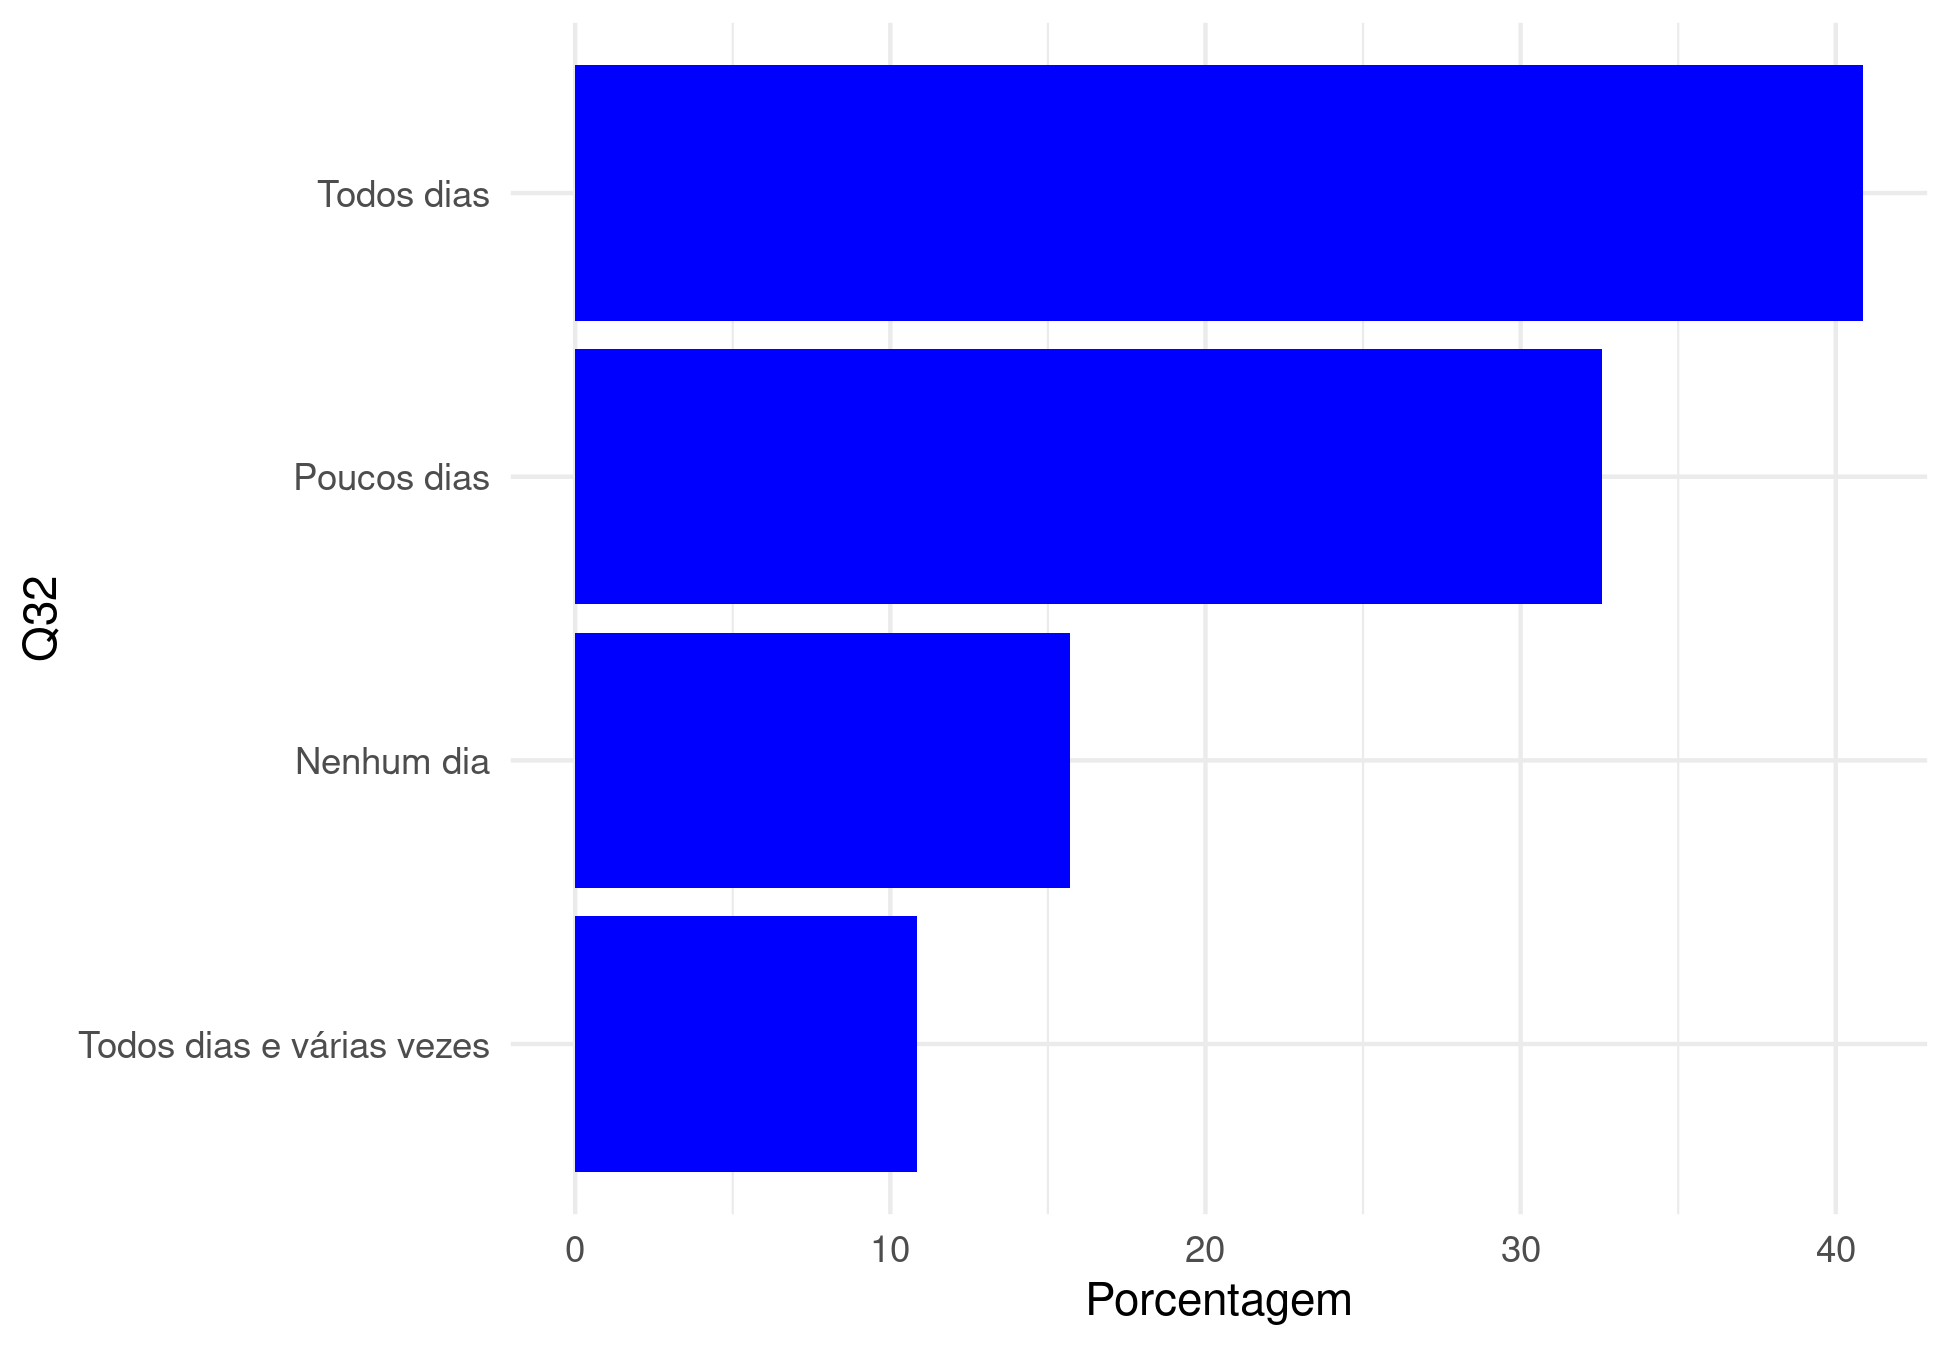 Q32
Todos dias
Poucos dias
Nenhum dia
Todos dias e várias vezes
0 10 20 30 40
Porcentagem